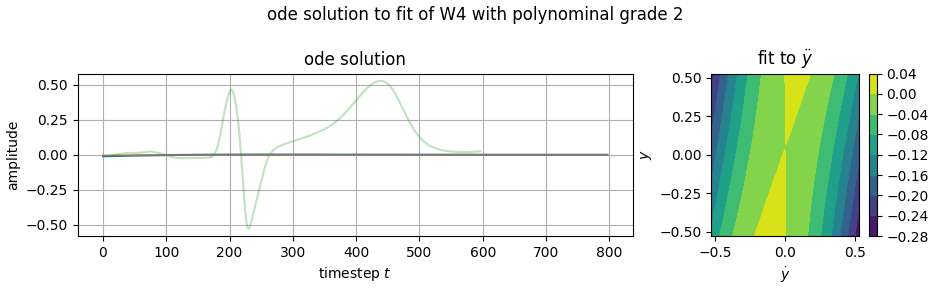 ode solution to fit of W4 with polynominal grade 2
ode solution
fit to ÿ
amplitude
0.50
0.25
0.00
−0.25
−0.50
0 100 200 300 400 500 600 700 800
timestep t
y
0.50
0.25
0.00
−0.25
−0.50
−0.5 0.0 0.5
ẏ
0.04
0.00
−0.04
−0.08
−0.12
−0.16
−0.20
−0.24
−0.28